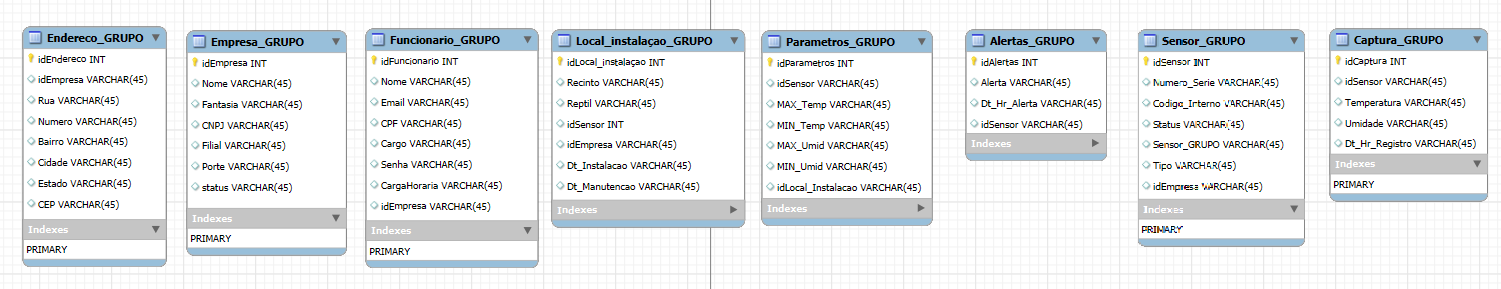 Endereco_GRUPO
idEndereco INT
idEmpresa VARCHAR(45)
Rua VARCHAR(45)
Numero VARCHAR(45)
Bairro VARCHAR(45)
Cidade VARCHAR(45)
Estado VARCHAR(45)
CEP VARCHAR(45)
Indexes
PRIMARY
Empresa_GRUPO
idEmpresa INT
Nome VARCHAR(45)
Fantasia VARCHAR(45)
CNPJ VARCHAR(45)
Filial VARCHAR(45)
Porte VARCHAR(45)
status VARCHAR(45)
Indexes
PRIMARY
Funcionario_GRUPO
idFuncionario INT
Nome VARCHAR(45)
Email VARCHAR(45)
CPF VARCHAR(45)
Cargo VARCHAR(45)
Senha VARCHAR(45)
CargaHoraria VARCHAR(45)
idEmpresa VARCHAR(45)
Indexes
PRIMARY
Local_instalaçao_GRUPO
idLocal_instalaçao INT
Recinto VARCHAR(45)
Reptil VARCHAR(45)
idSensor INT
idEmpresa VARCHAR(45)
Dt_Instalacao VARCHAR(45)
Dt_Manutencao VARCHAR(45)
Indexes
Parametros_GRUPO
idParametros INT
idSensor VARCHAR(45)
MAX_Temp VARCHAR(45)
MIN_Temp VARCHAR(45)
MAX_Umid VARCHAR(45)
MIN_Umid VARCHAR(45)
idLocal_Instalacao VARCHAR(45)
Indexes
Alertas_GRUPO
idAlertas INT
Alerta VARCHAR(45)
Dt_Hr_Alerta VARCHAR(45)
idSensor VARCHAR(45)
Indexes
Sensor_GRUPO
idSensor INT
Numero_Serie VARCHAR(45)
Codigo_Interno VARCHAR(45)
Status VARCHAR(45)
Sensor_GRUPO VARCHAR(45)
Tipo VARCHAR(45)
idEmpresa VARCHAR(45)
Indexes
PRIMARY
Captura_GRUPO
idCaptura INT
idSensor VARCHAR(45)
Temperatura VARCHAR(45)
Umidade VARCHAR(45)
Dt_Hr_Registro VARCHAR(45)
Indexes
PRIMARY